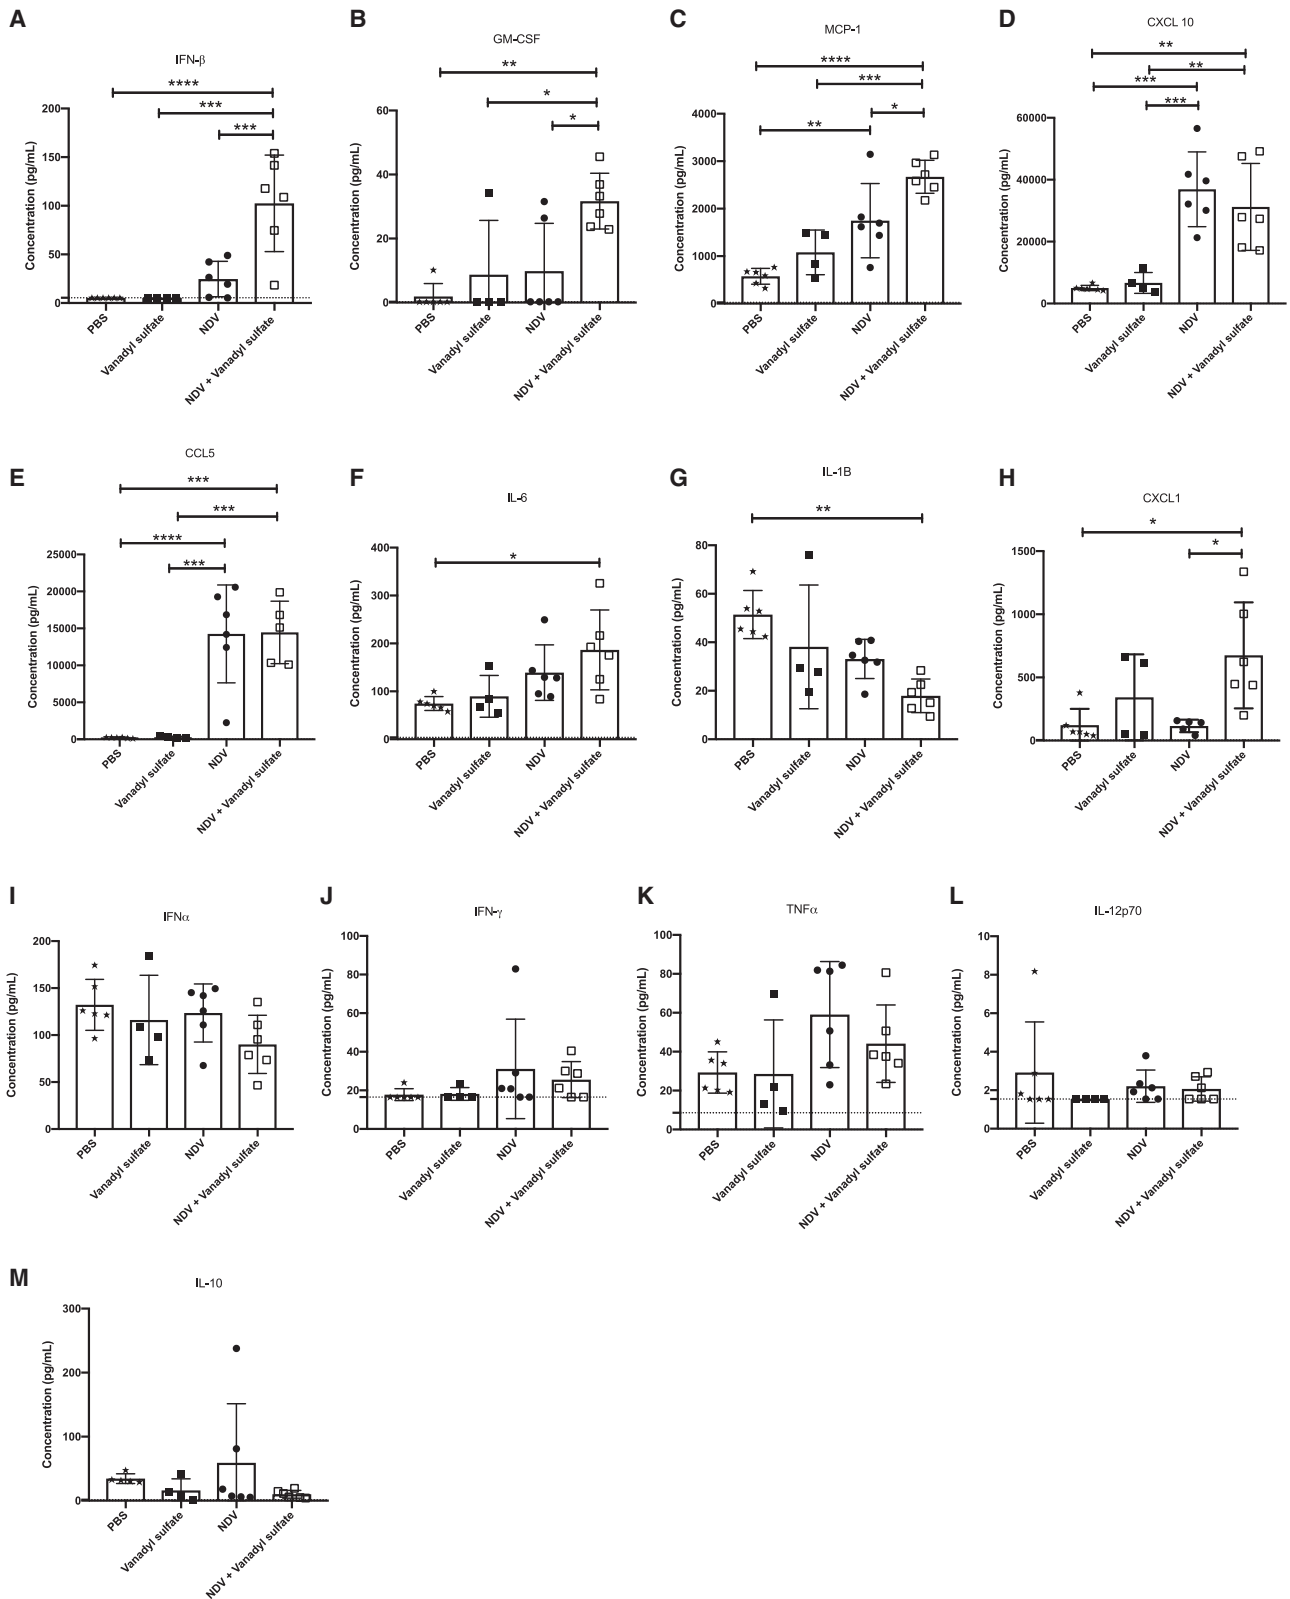 A
IFN-β
****
***
***
Concentration (pg/mL)
200
150
100
50
0
PBS
Vanadyl sulfate
NDV
NDV + Vanadyl sulfate
B
GM-CSF
**
*
*
Concentration (pg/mL)
60
40
20
0
PBS
Vanadyl sulfate
NDV
NDV + Vanadyl sulfate
C
MCP-1
****
***
*
**
Concentration (pg/mL)
4000
3000
2000
1000
0
PBS
Vanadyl sulfate
NDV
NDV + Vanadyl sulfate
D
CXCL 10
**
**
***
***
Concentration (pg/mL)
60000
40000
20000
0
PBS
Vanadyl sulfate
NDV
NDV + Vanadyl sulfate
E
CCL5
***
***
****
***
Concentration (pg/mL)
25000
20000
15000
10000
5000
0
PBS
Vanadyl sulfate
NDV
NDV + Vanadyl sulfate
F
IL-6
*
Concentration (pg/mL)
400
300
200
100
0
PBS
Vanadyl sulfate
NDV
NDV + Vanadyl sulfate
G
IL-1B
**
Concentration (pg/mL)
80
60
40
20
0
PBS
Vanadyl sulfate
NDV
NDV + Vanadyl sulfate
H
CXCL1
*
*
Concentration (pg/mL)
1500
1000
500
0
PBS
Vanadyl sulfate
NDV
NDV + Vanadyl sulfate
I
IFNα
Concentration (pg/mL)
200
150
100
50
0
PBS
Vanadyl sulfate
NDV
NDV + Vanadyl sulfate
J
IFN-γ
Concentration (pg/mL)
100
80
60
40
20
0
PBS
Vanadyl sulfate
NDV
NDV + Vanadyl sulfate
K
TNFα
Concentration (pg/mL)
100
80
60
40
20
0
PBS
Vanadyl sulfate
NDV
NDV + Vanadyl sulfate
L
IL-12p70
Concentration (pg/mL)
10
8
6
4
2
0
PBS
Vanadyl sulfate
NDV
NDV + Vanadyl sulfate
M
IL-10
Concentration (pg/mL)
300
200
100
0
PBS
Vanadyl sulfate
NDV
NDV + Vanadyl sulfate